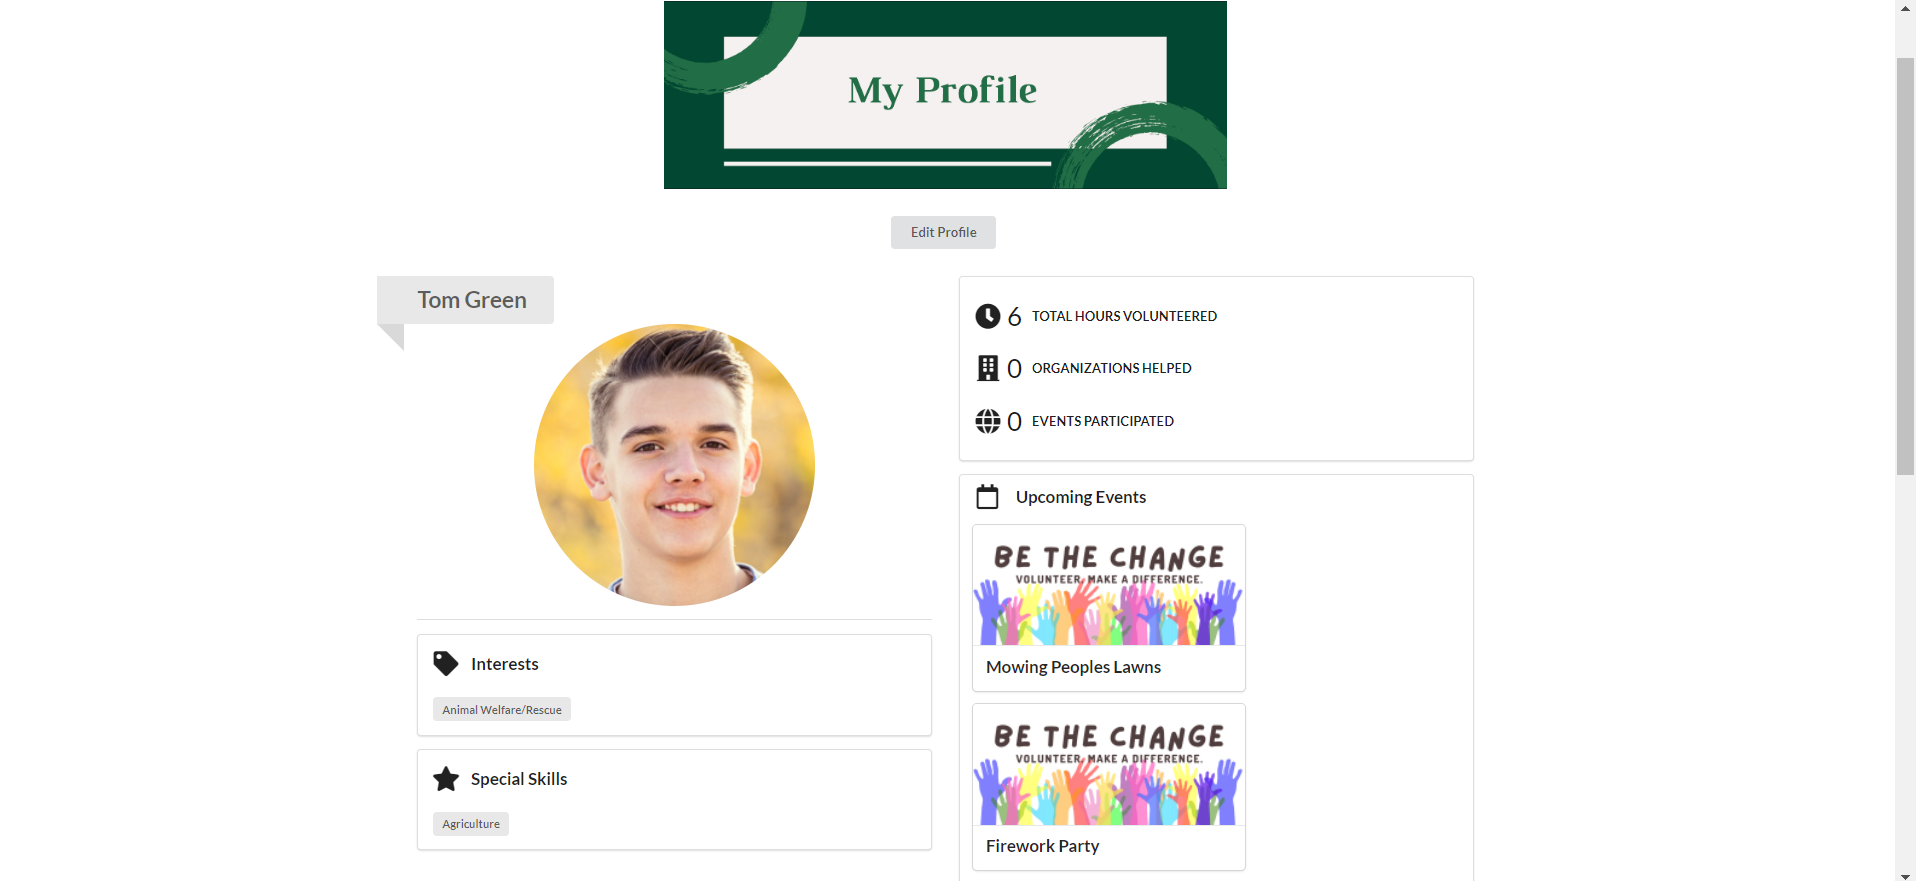 My Profile
Edit Profile
Tom Green
Interests
Animal Welfare/Rescue
Special Skills
Agriculture
6 TOTAL HOURS VOLUNTEERED
0 ORGANIZATIONS HELPED
0 EVENTS PARTICIPATED
Upcoming Events
BE THE CHANGE
VOLUNTEER. MAKE A DIFFERENCE.
Mowing Peoples Lawns
BE THE CHANGE
VOLUNTEER. MAKE A DIFFERENCE.
Firework Party